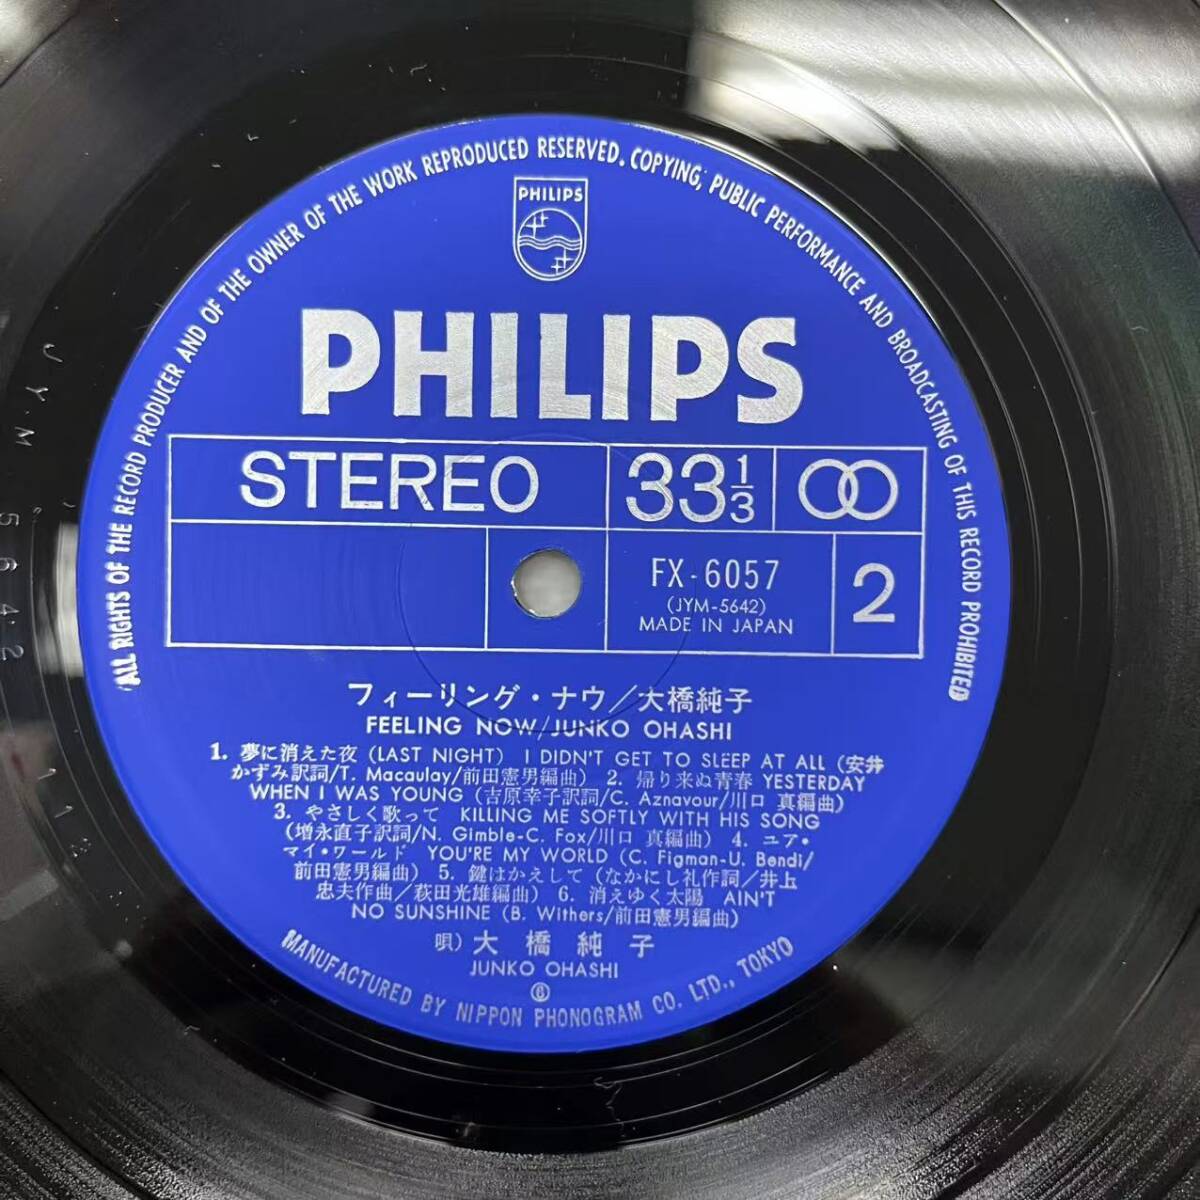 ALL RIGHTS OF THE RECORD PRODUCER AND OF THE OWNER OF THE WORK REPRODUCED RESERVED. COPYING, PUBLIC PERFORMANCE AND BROADCASTING OF THIS RECORD PROHIBITED
PHILIPS
PHILIPS
STEREO 33 1/3
FX-6057
(JYM-5642)
MADE IN JAPAN
2
フィーリング・ナウ/大橋純子
FEELING NOW/JUNKO OHASHI
1. 夢に消えた夜 (LAST NIGHT) I DIDN'T GET TO SLEEP AT ALL (安井
かずみ訳詞/T. Macaulay/前田憲男編曲) 2. 帰り来ぬ青春 YESTERDAY
WHEN I WAS YOUNG (吉原幸子訳詞/C. Aznavour/川口 真編曲)
3. やさしく歌って KILLING ME SOFTLY WITH HIS SONG
(増永直子訳詞/N. Gimble-C. Fox/川口 真編曲) 4. ユア・
マイ・ワールド YOU'RE MY WORLD (C. Figman-U. Bendi/
前田憲男編曲) 5. 鍵はかえして (なかにし礼作詞/井上
忠夫作曲/萩田光雄編曲) 6. 消えゆく太陽 AIN'T
NO SUNSHINE (B. Withers/前田憲男編曲)
唄) 大橋純子
JUNKO OHASHI
MANUFACTURED BY NIPPON PHONOGRAM CO. LTD., TOKYO
JYM 5642